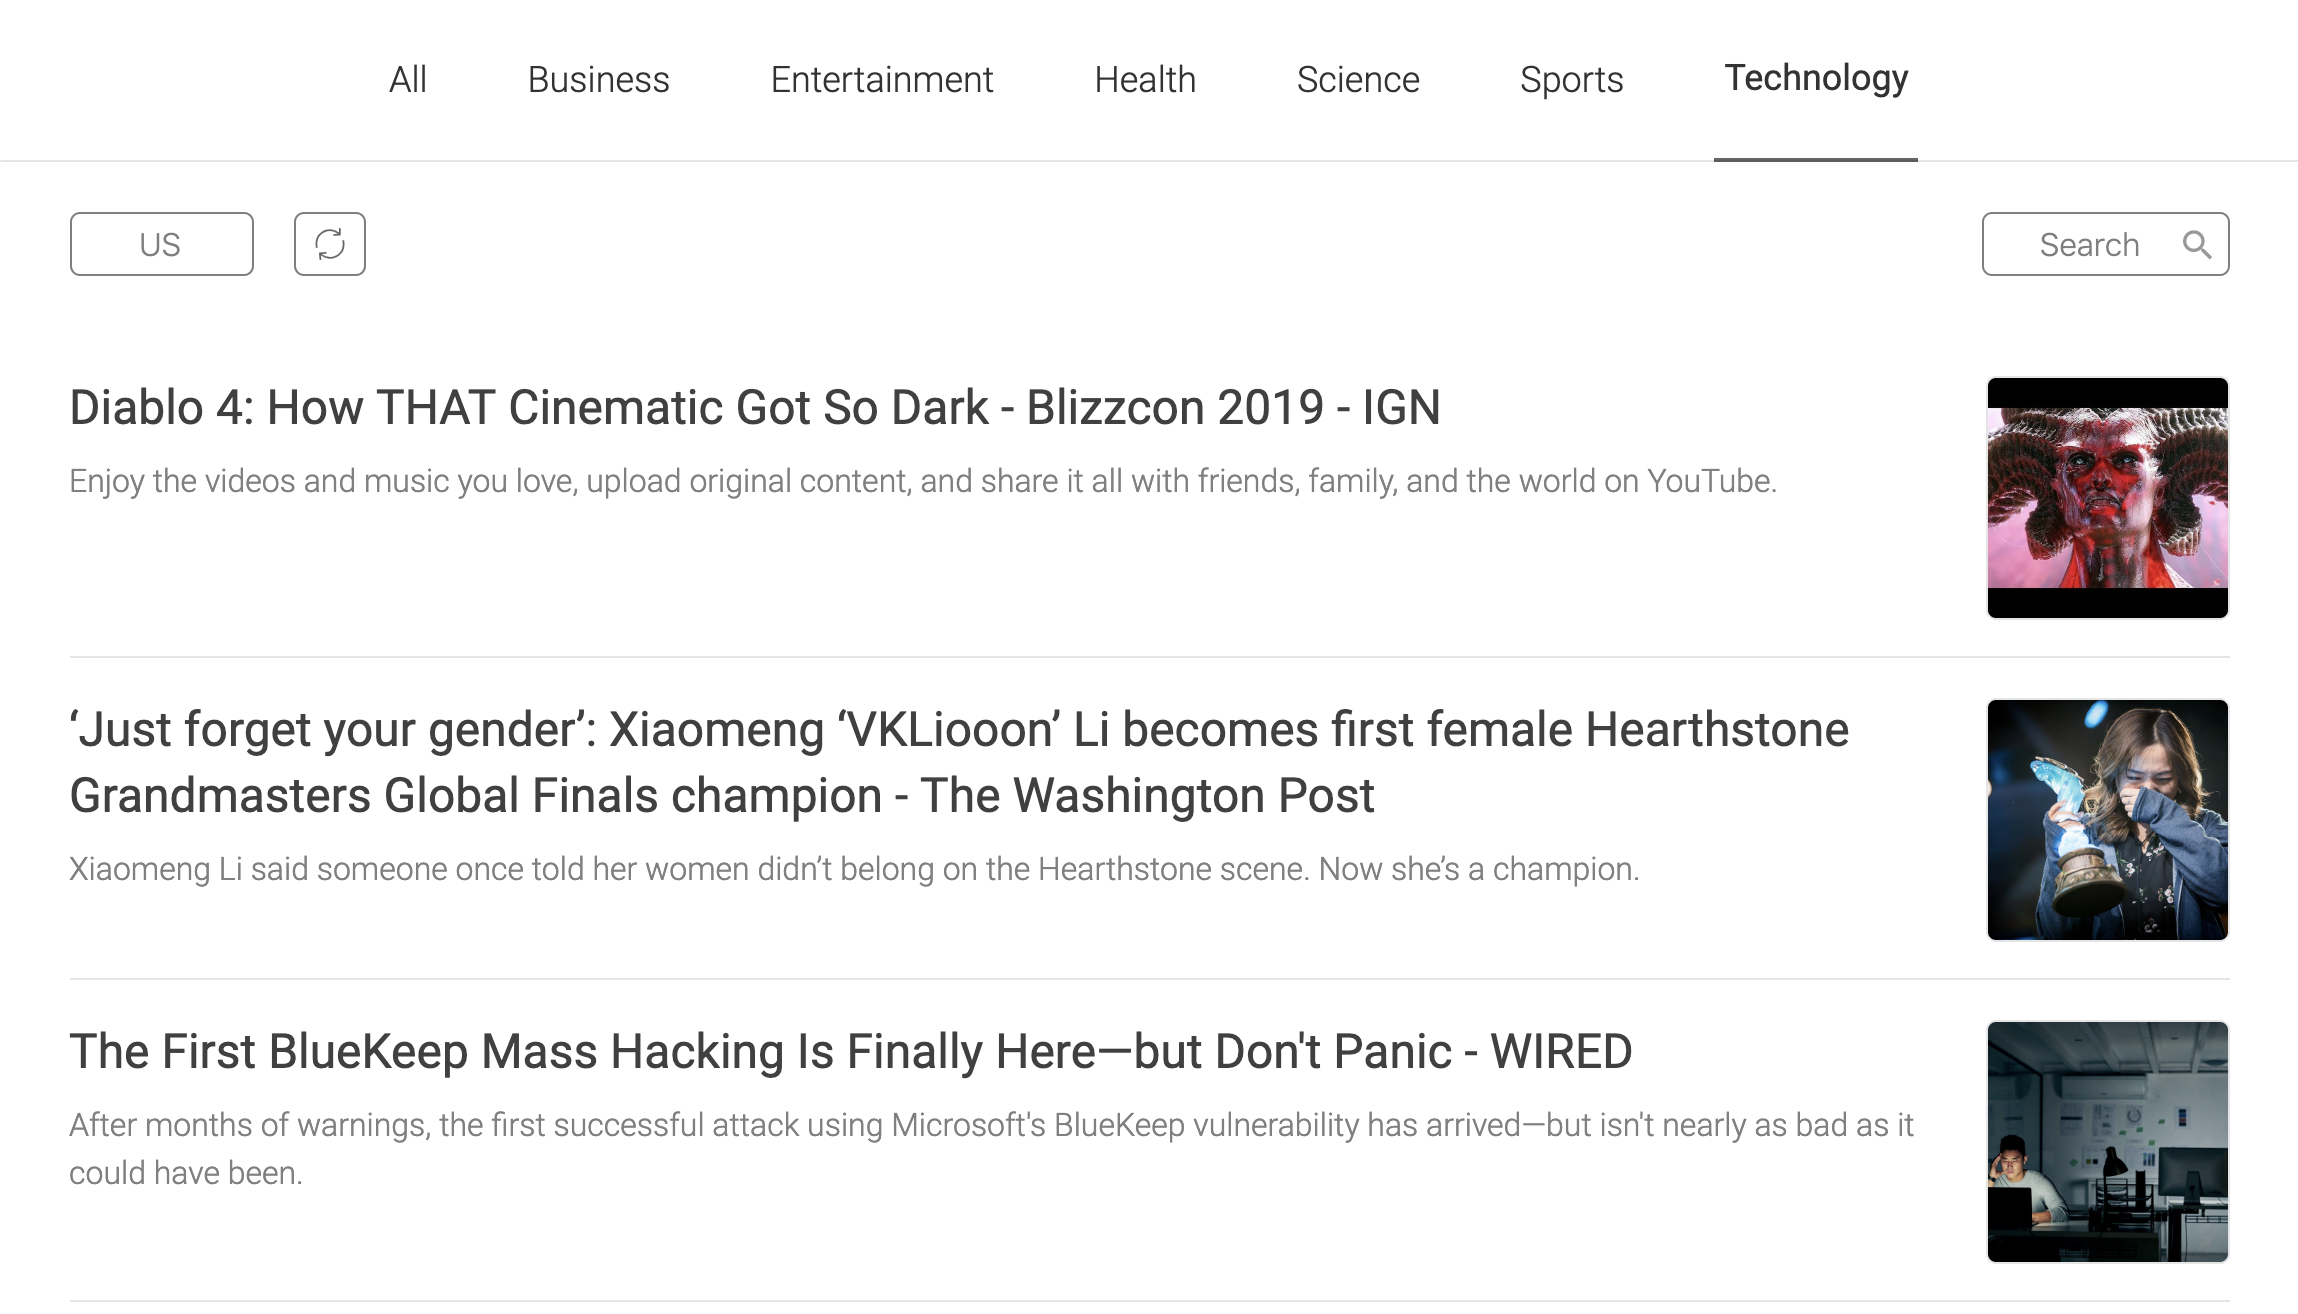 All
Business
Entertainment
Health
Science
Sports
Technology
US
Search
Diablo 4: How THAT Cinematic Got So Dark - Blizzcon 2019 - IGN
Enjoy the videos and music you love, upload original content, and share it all with friends, family, and the world on YouTube.
‘Just forget your gender’: Xiaomeng ‘VKLiooon’ Li becomes first female Hearthstone
Grandmasters Global Finals champion - The Washington Post
Xiaomeng Li said someone once told her women didn’t belong on the Hearthstone scene. Now she’s a champion.
The First BlueKeep Mass Hacking Is Finally Here—but Don't Panic - WIRED
After months of warnings, the first successful attack using Microsoft's BlueKeep vulnerability has arrived—but isn't nearly as bad as it
could have been.